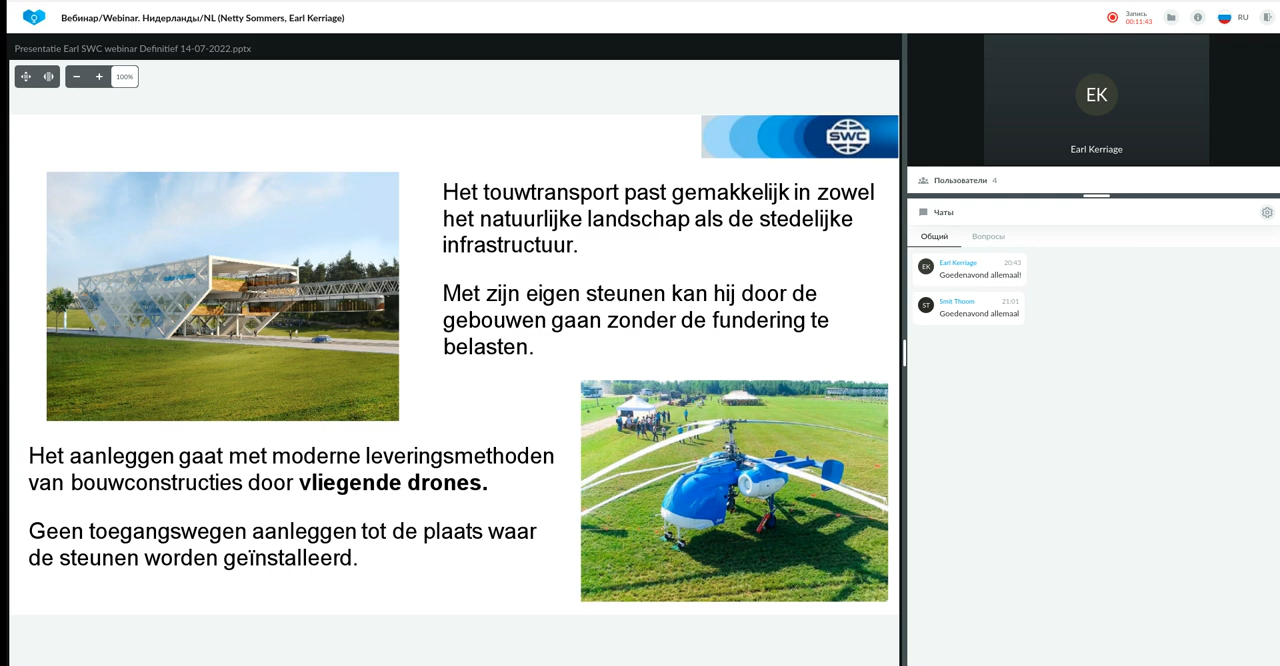 Вебинар/Webinar. Нидерланды/NL (Netty Sommers, Earl Kerriage)
Запись
00:11:43
RU
Presentatie Earl SWC webinar Definitief 14-07-2022.pptx
100%
SWC
Het touwtransport past gemakkelijk in zowel
het natuurlijke landschap als de stedelijke
infrastructuur.
Met zijn eigen steunen kan hij door de
gebouwen gaan zonder de fundering te
belasten.
Het aanleggen gaat met moderne leveringsmethoden
van bouwconstructies door vliegende drones.
Geen toegangswegen aanleggen tot de plaats waar
de steunen worden geïnstalleerd.
EK
Earl Kerriage
Пользователи 4
Чаты
Общий Вопросы
EK
Earl Kerriage 20:43
Goedenavond allemaal!
ST
Smit Thoom 21:01
Goedenavond allemaal